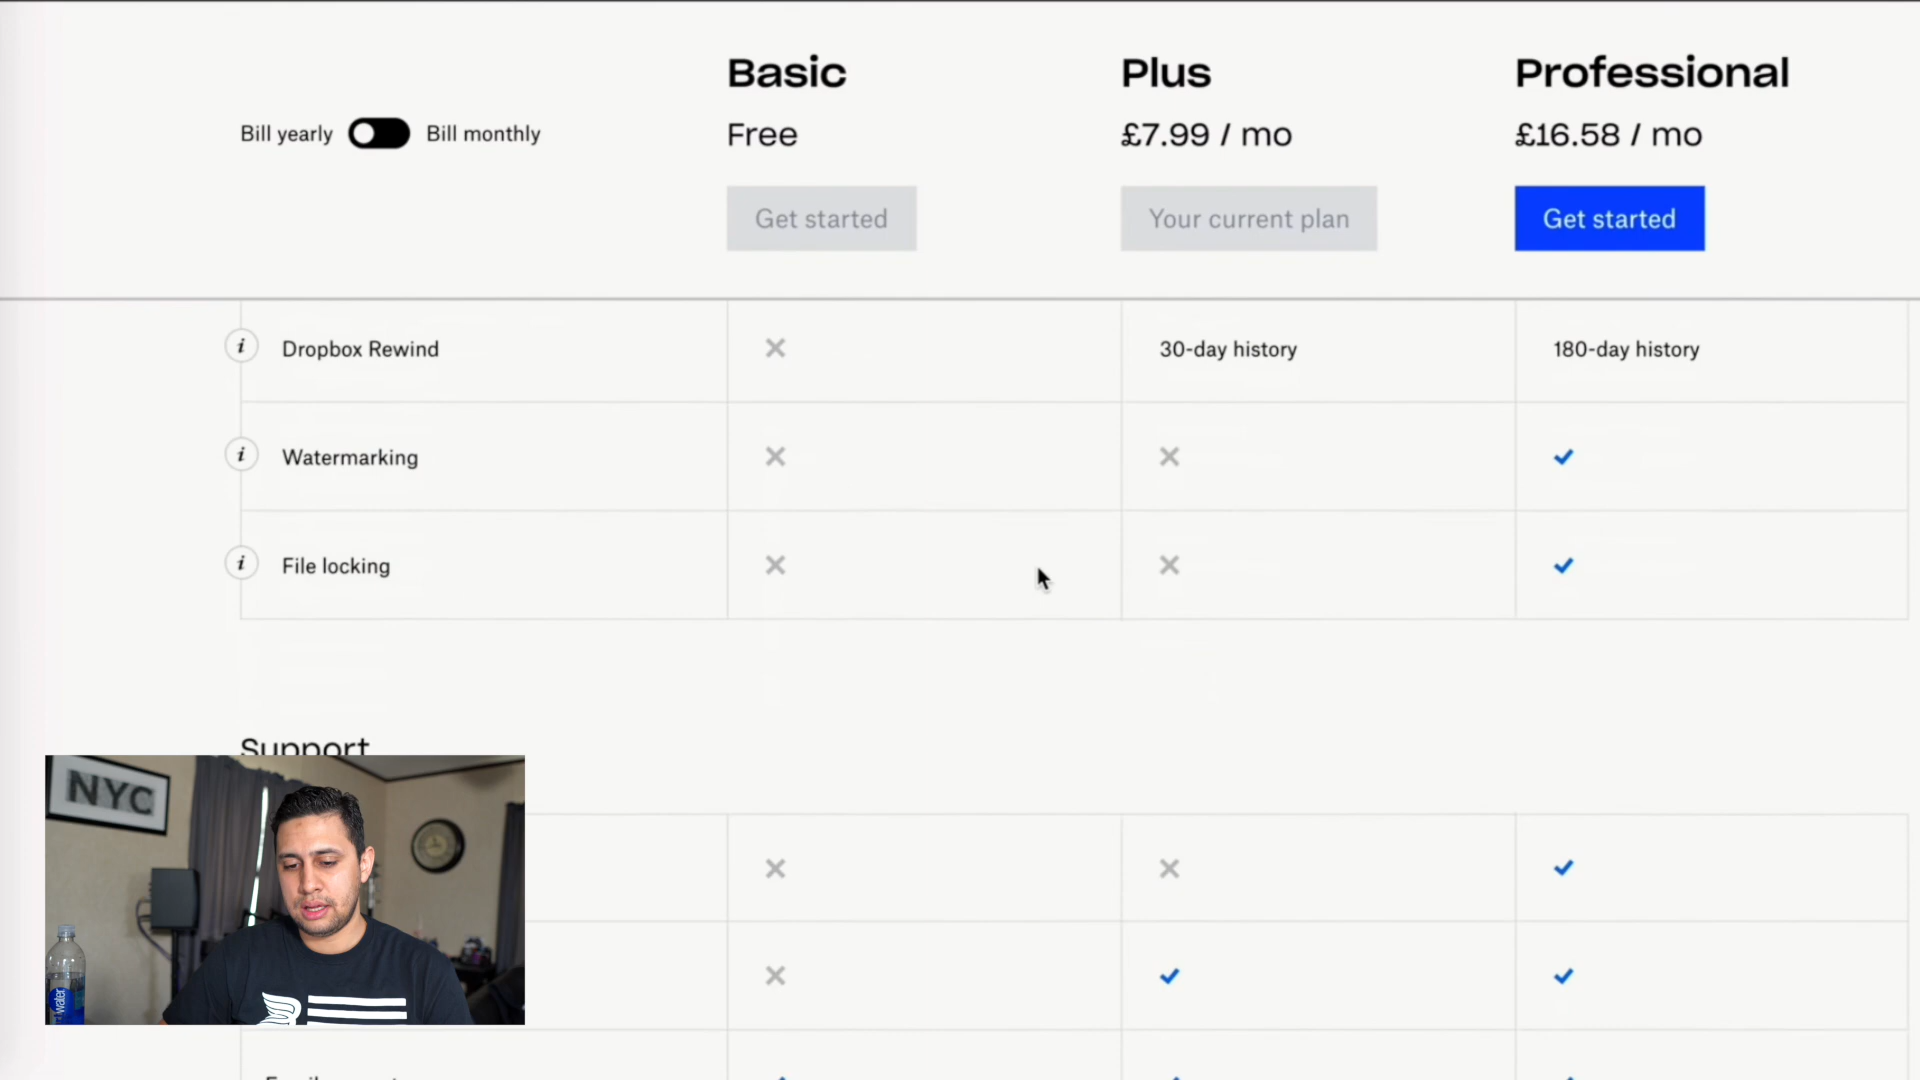 Basic
Plus
Professional
Bill yearly
Bill monthly
Free
£7.99 / mo
£16.58 / mo
Get started
Your current plan
Get started
i
Dropbox Rewind
30-day history
180-day history
i
Watermarking
i
File locking
Support
NYC
water